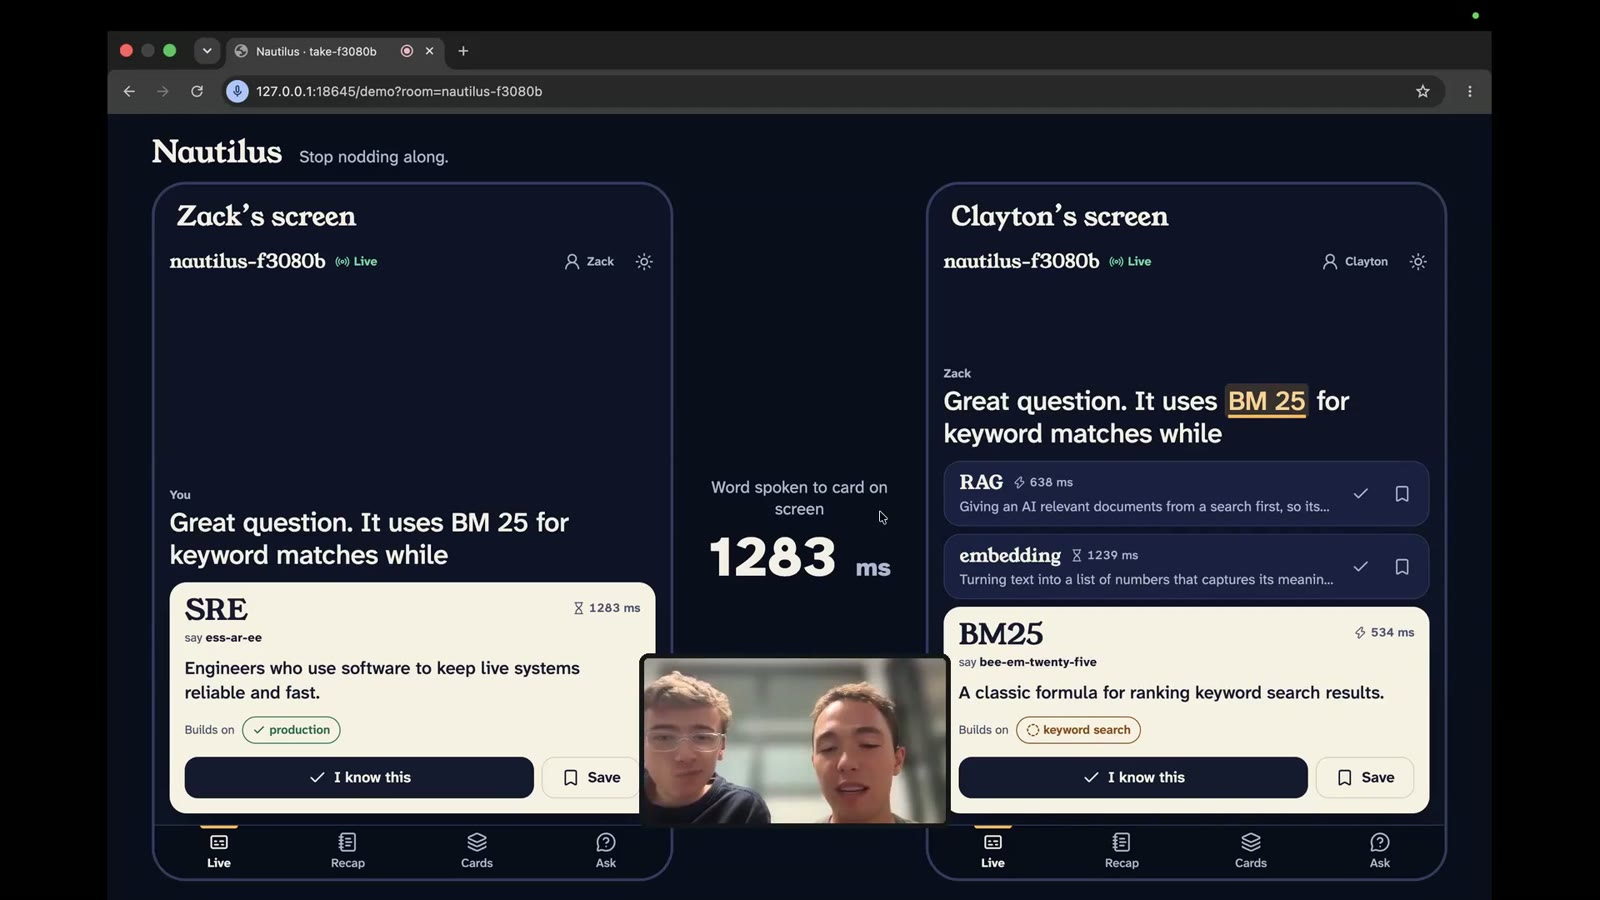 Nautilus · take-f3080b
127.0.0.1:18645/demo?room=nautilus-f3080b
Nautilus Stop nodding along.
Zack's screen
nautilus-f3080b Live Zack
You
Great question. It uses BM 25 for
keyword matches while
SRE 1283 ms
say ess-ar-ee
Engineers who use software to keep live systems
reliable and fast.
Builds on production
I know this Save
Live Recap Cards Ask
Word spoken to card on
screen
1283 ms
Clayton's screen
nautilus-f3080b Live Clayton
Zack
Great question. It uses BM 25 for
keyword matches while
RAG 638 ms
Giving an AI relevant documents from a search first, so its...
embedding 1239 ms
Turning text into a list of numbers that captures its meanin...
BM25 534 ms
say bee-em-twenty-five
A classic formula for ranking keyword search results.
Builds on keyword search
I know this Save
Live Recap Cards Ask